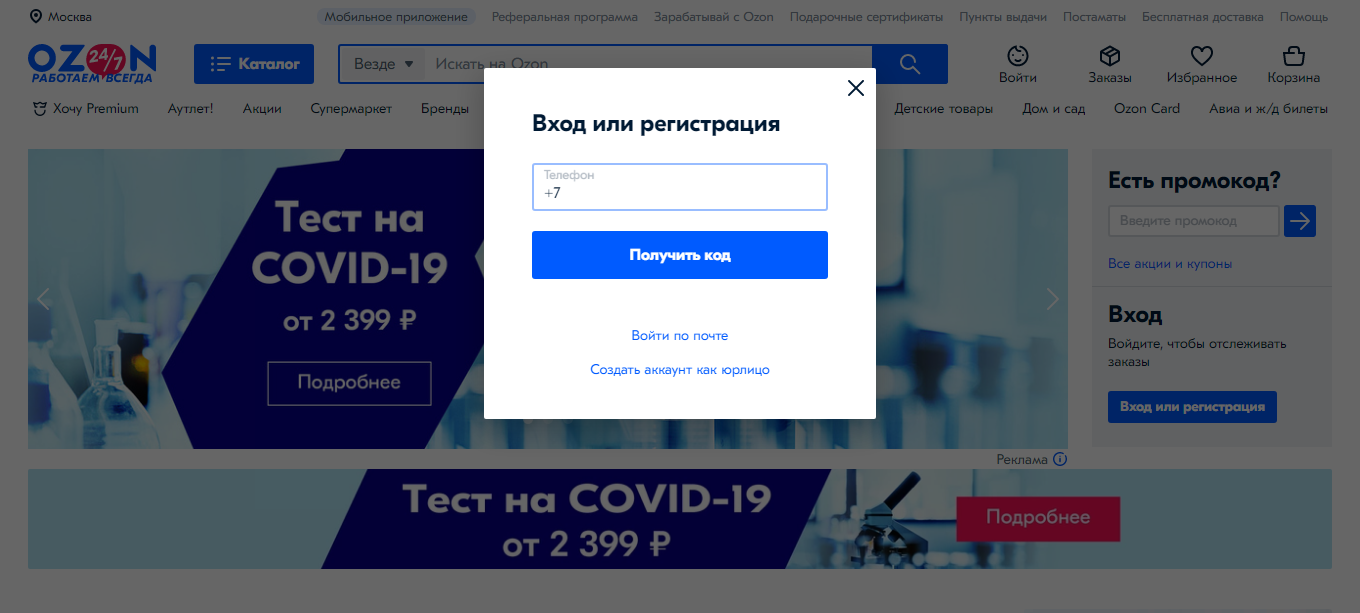 Москва
Мобильное приложение
Реферальная программа
Зарабатывай с Ozon
Подарочные сертификаты
Пункты выдачи
Постаматы
Бесплатная доставка
Помощь
OZON
24/7
РАБОТАЕМ ВСЕГДА
Каталог
Везде
Искать на Ozon
Войти
Заказы
Избранное
Корзина
Хочу Premium
Аутлет!
Акции
Супермаркет
Бренды
Детские товары
Дом и сад
Ozon Card
Авиа и ж/д билеты
Вход или регистрация
Телефон
+7
Получить код
Войти по почте
Создать аккаунт как юрлицо
Тест на
COVID-19
от 2 399 ₽
Подробнее
Есть промокод?
Введите промокод
Все акции и купоны
Вход
Войдите, чтобы отслеживать
заказы
Вход или регистрация
Реклама
Тест на COVID-19
от 2 399 ₽
Подробнее